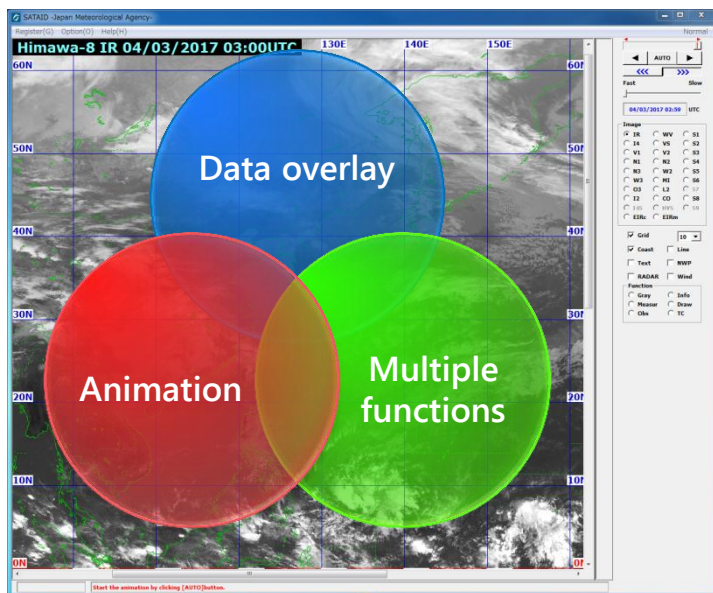 SATAID -Japan Meteorological Agency-
Register(G) Option(O) Help(H) Normal
Himawa-8 IR 04/03/2017 03:00UTC
130E 140E 150E
60N 60N
50N 50N
40N 40N
30N 30N
20N 20N
10N 10N
0N
Data overlay
Animation
Multiple
functions
AUTO
<<< >>>
Fast Slow
04/03/2017 02:50 UTC
Image
IR WV S1
I4 VS S2
V1 V2 S3
N1 N2 S4
N3 W2 S5
W3 MI S6
O3 L2 S7
I2 CO S8
HVS S9
EIRc EIRm
Grid 10
Coast Line
Text NWP
RADAR Wind
Function
Gray Info
Measur Draw
Obs TC
Start the animation by clicking [AUTO]button.